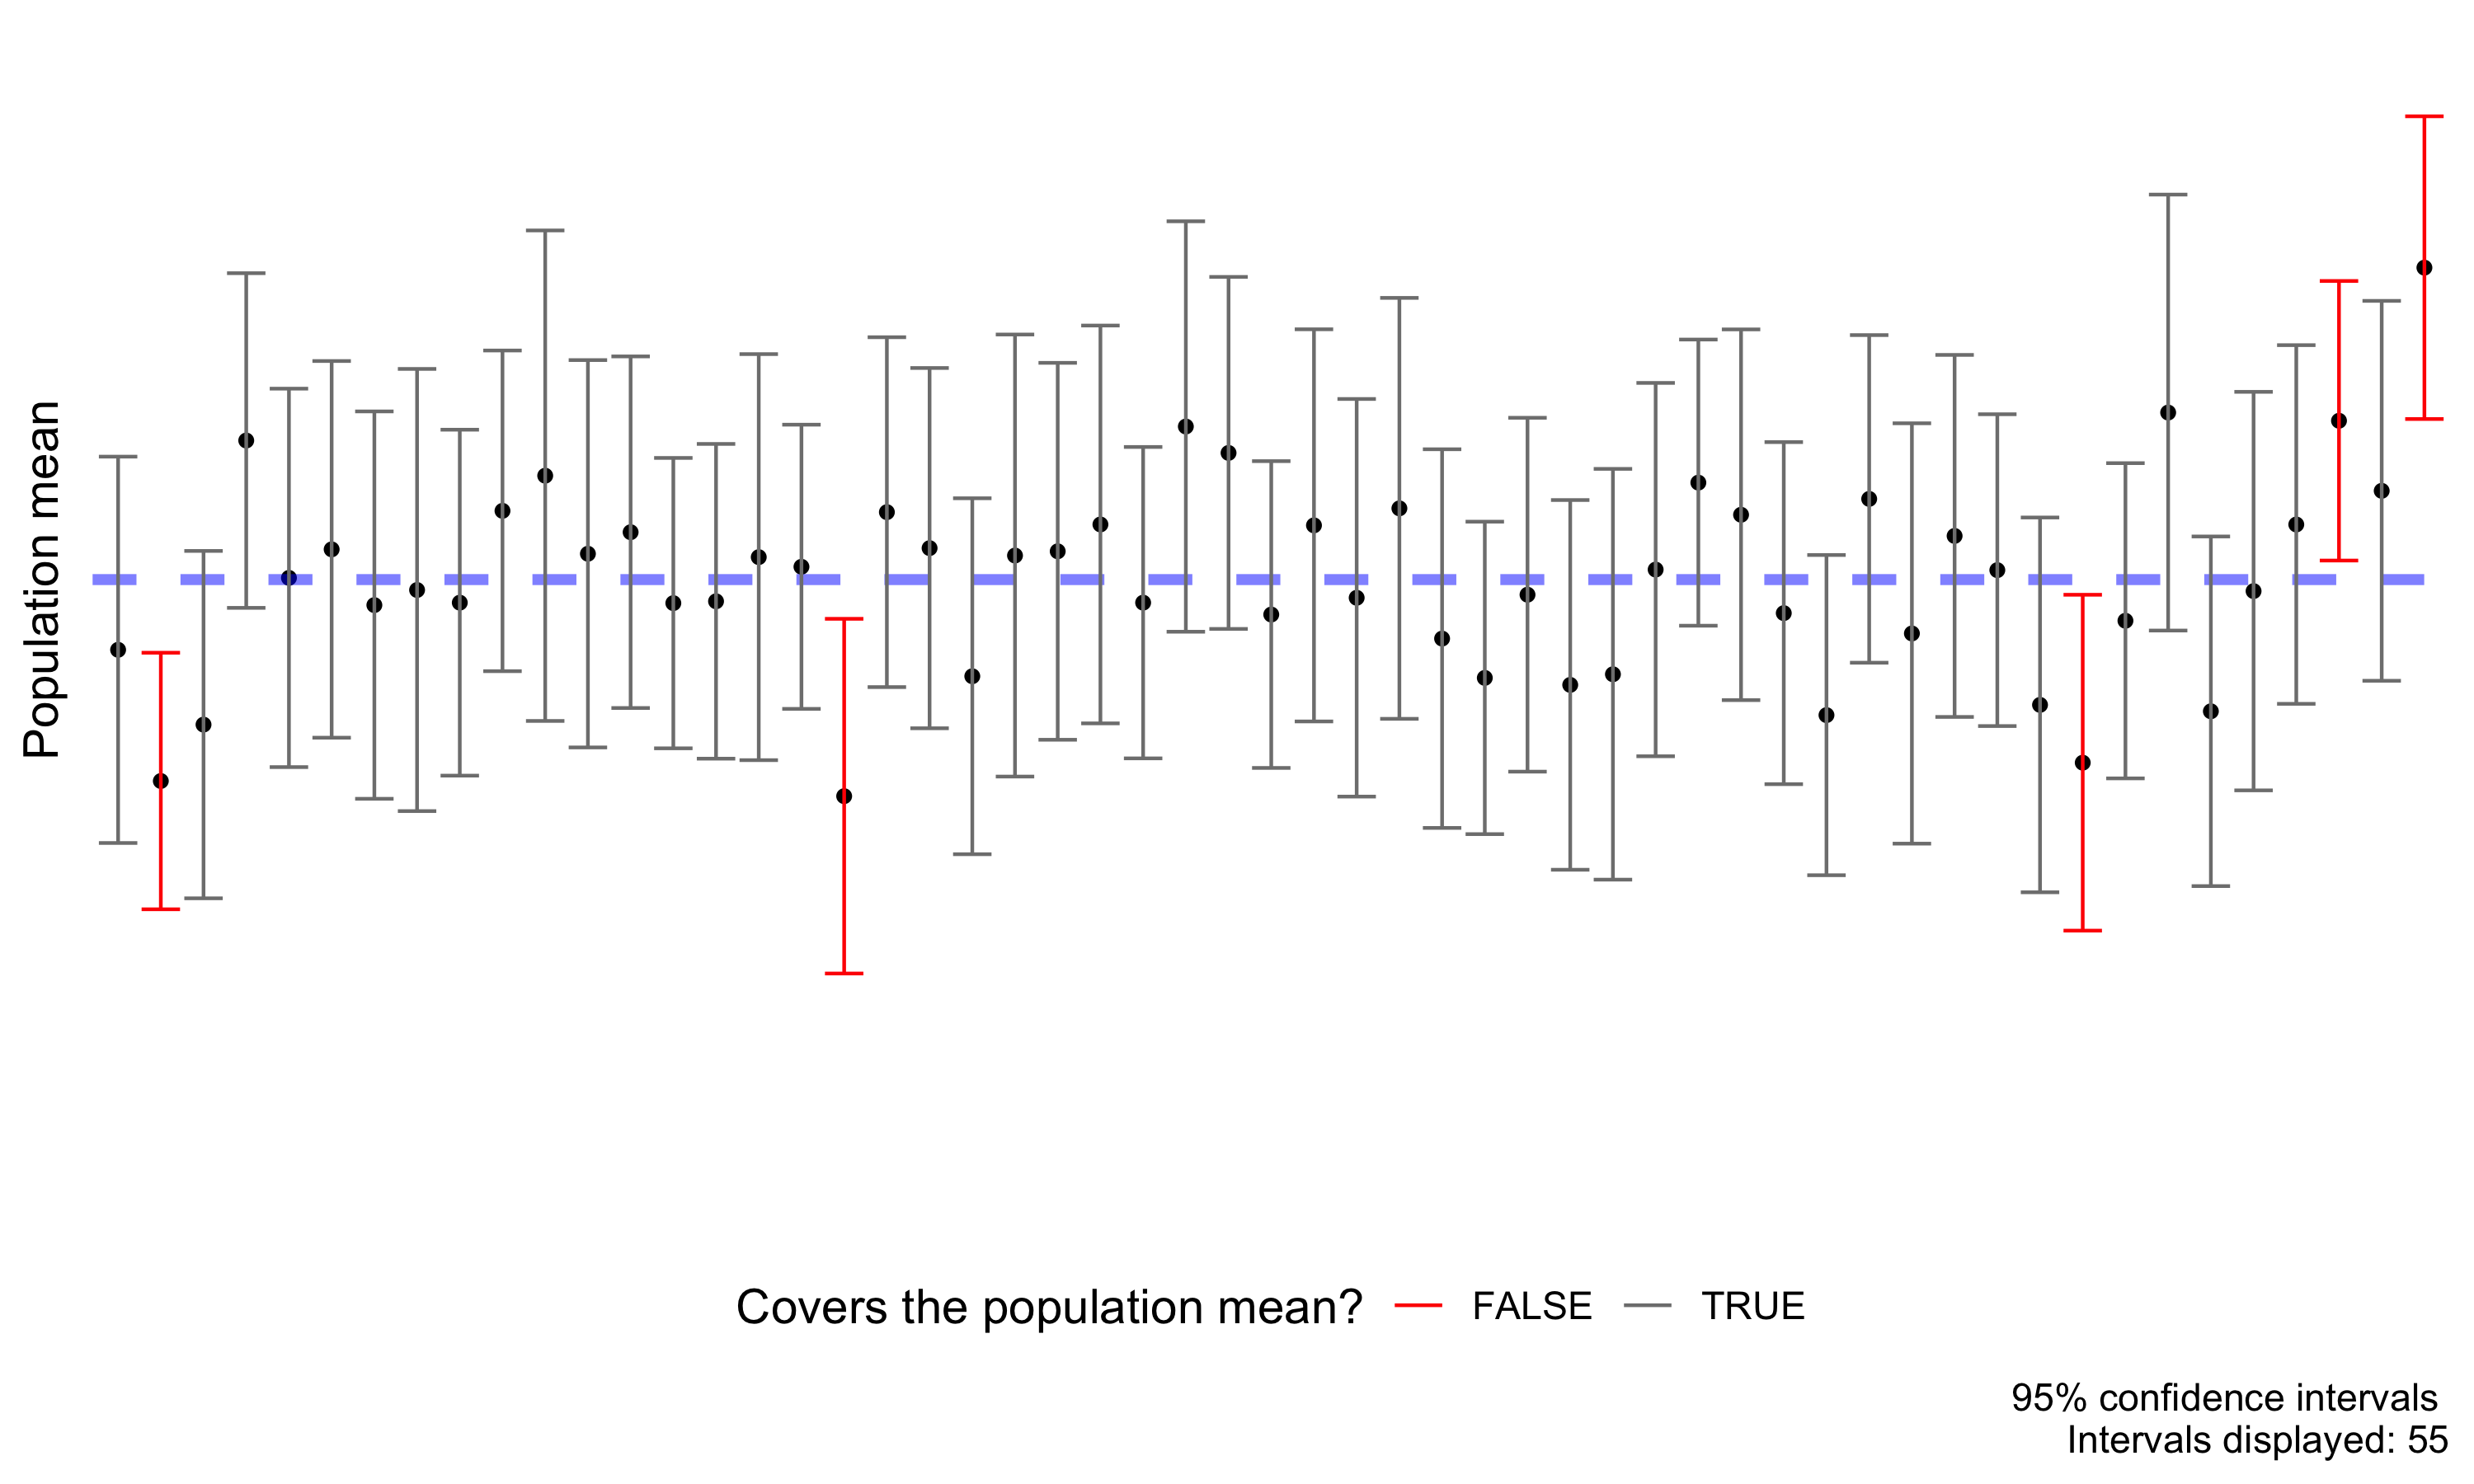 Population mean
Covers the population mean? FALSE TRUE
95% confidence intervals
Intervals displayed: 55